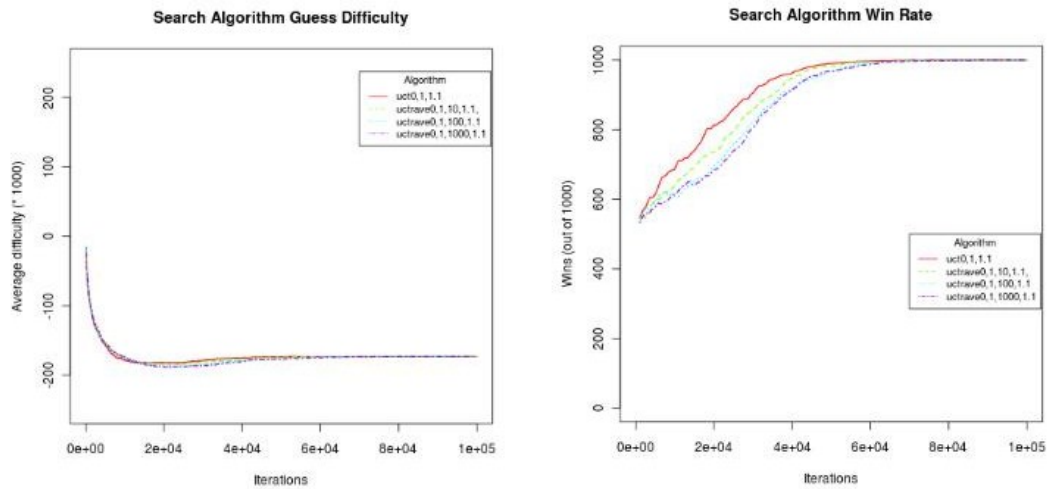 Search Algorithm Guess Difficulty
Average difficulty (* 1000)
200
100
0
-100
-200
Algorithm
uct0,1,1.1
uctrave0,1,10,1.1,
uctrave0,1,100,1.1
uctrave0,1,1000,1.1
0e+00 2e+04 4e+04 6e+04 8e+04 1e+05
Iterations
Search Algorithm Win Rate
Wins (out of 1000)
1000
800
600
400
200
0
Algorithm
uct0,1,1.1
uctrave0,1,10,1.1,
uctrave0,1,100,1.1
uctrave0,1,1000,1.1
0e+00 2e+04 4e+04 6e+04 8e+04 1e+05
Iterations